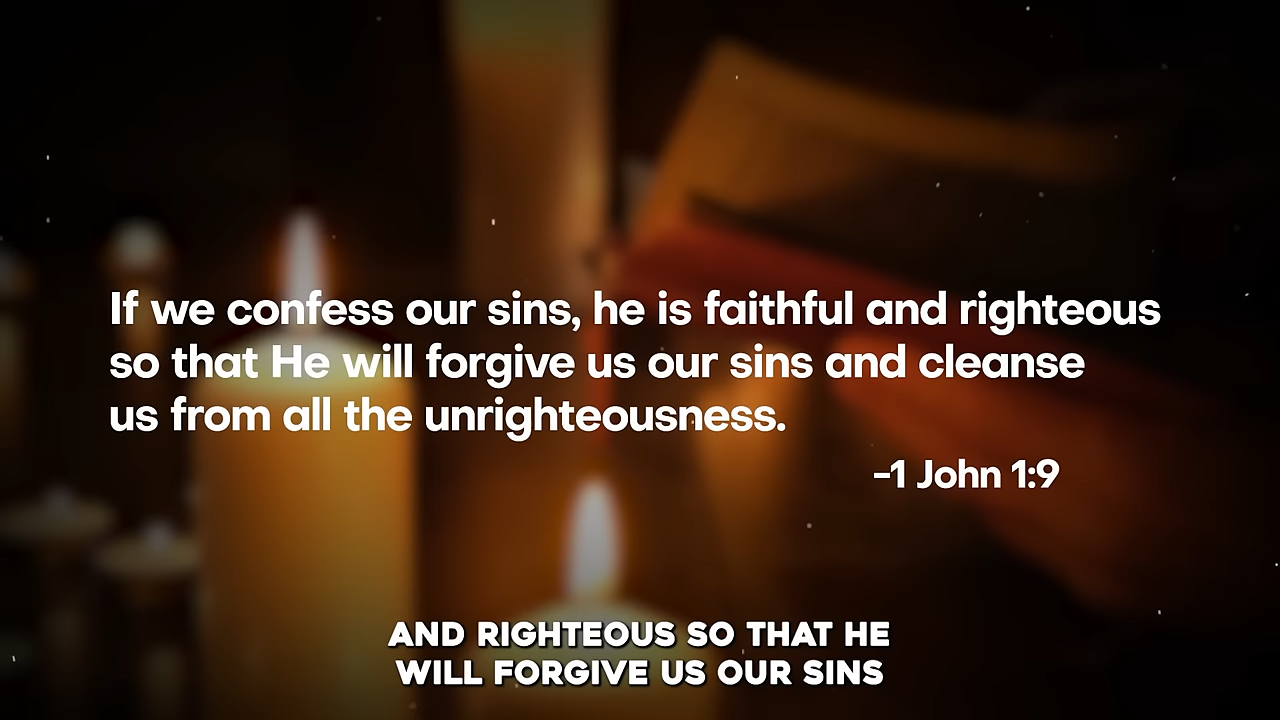 If we confess our sins, he is faithful and righteous
so that He will forgive us our sins and cleanse
us from all the unrighteousness.
-1 John 1:9
AND RIGHTEOUS SO THAT HE
WILL FORGIVE US OUR SINS